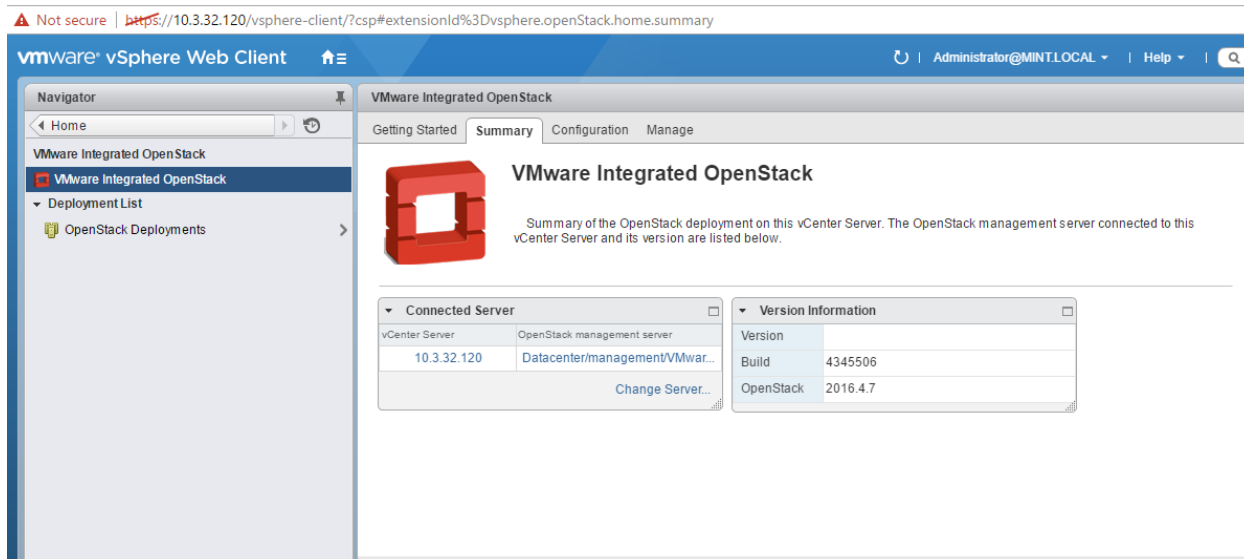 Not secure | https://10.3.32.120/vsphere-client/?csp#extensionId%3Dvsphere.openStack.home.summary
vmware® vSphere Web Client
Administrator@MINT.LOCAL
Help
Navigator
Home
VMware Integrated OpenStack
VMware Integrated OpenStack
Deployment List
OpenStack Deployments
VMware Integrated OpenStack
Getting Started Summary Configuration Manage
VMware Integrated OpenStack
Summary of the OpenStack deployment on this vCenter Server. The OpenStack management server connected to this
vCenter Server and its version are listed below.
Connected Server
vCenter Server OpenStack management server
10.3.32.120 Datacenter/management/VMwar...
Change Server...
Version Information
Version
Build 4345506
OpenStack 2016.4.7